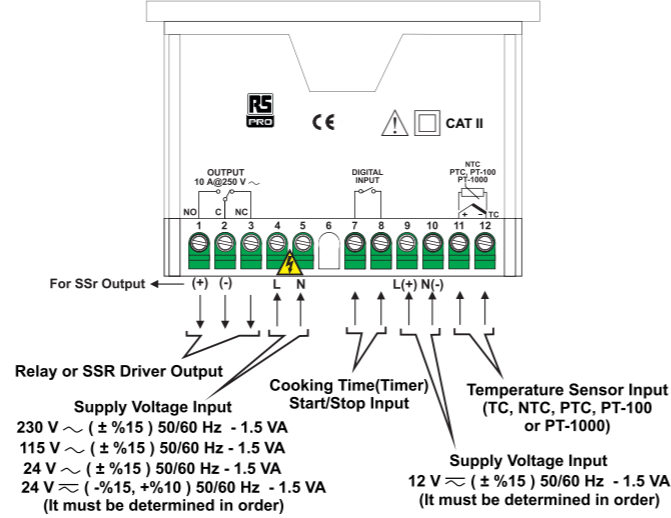 RS
PRO
CE
CAT II
OUTPUT
10 A@250 V ~
DIGITAL
INPUT
NTC
PTC, PT-100
PT-1000
NO C NC
+ - TC
1 2 3 4 5 6 7 8 9 10 11 12
For SSr Output (+) (-) L N L(+) N(-)
Relay or SSR Driver Output
Cooking Time(Timer)
Start/Stop Input
Temperature Sensor Input
(TC, NTC, PTC, PT-100
or PT-1000)
Supply Voltage Input
230 V ~ ( ± %15 ) 50/60 Hz - 1.5 VA
115 V ~ ( ± %15 ) 50/60 Hz - 1.5 VA
24 V ~ ( ± %15 ) 50/60 Hz - 1.5 VA
24 V ⏦ ( -%15, +%10 ) 50/60 Hz - 1.5 VA
(It must be determined in order)
Supply Voltage Input
12 V ⏦ ( ± %15 ) 50/60 Hz - 1.5 VA
(It must be determined in order)